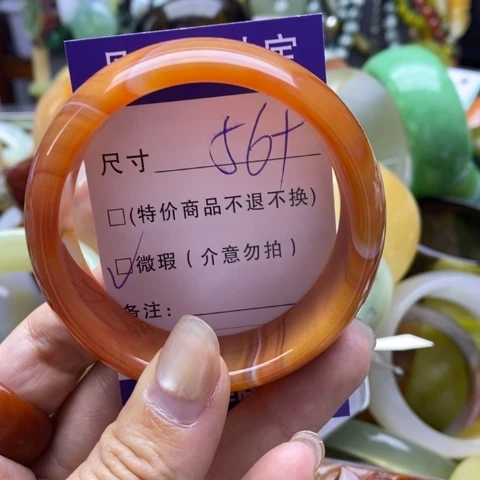 尺寸 56+
□(特价商品不退不换)
☑微瑕（介意勿拍）
备注：